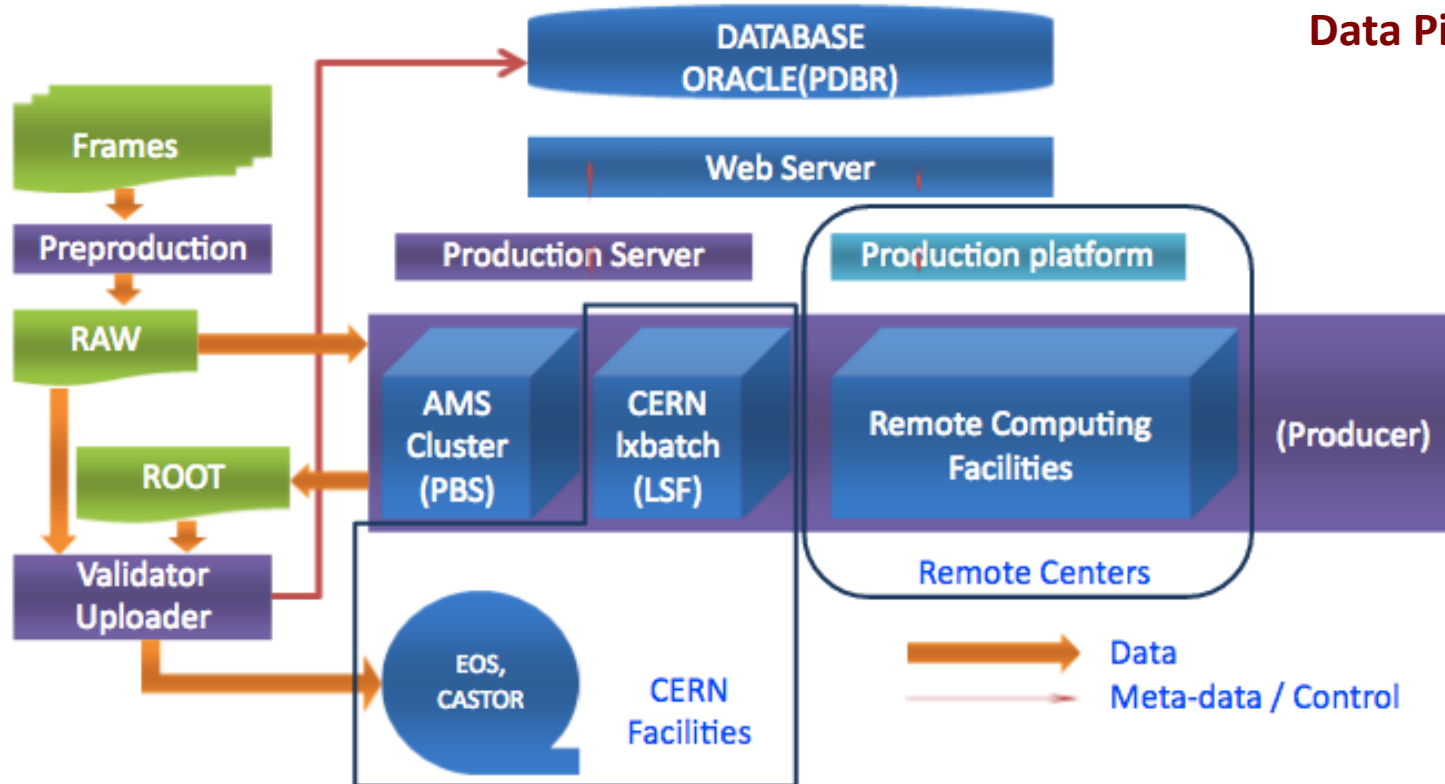 Data Pi
DATABASE
ORACLE(PDBR)
Frames
Web Server
Preproduction
Production Server
Production platform
RAW
AMS
Cluster
(PBS)
CERN
lxbatch
(LSF)
Remote Computing
Facilities
(Producer)
ROOT
Validator
Uploader
Remote Centers
EOS,
CASTOR
CERN
Facilities
Data
Meta-data / Control